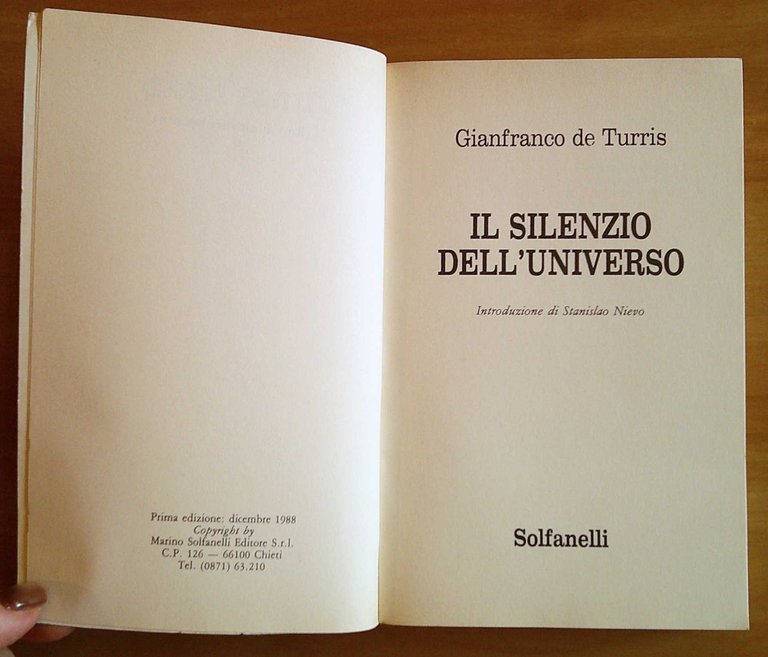 Prima edizione: dicembre 1988
Copyright by
Marino Solfanelli Editore S.r.l.
C.P. 126 — 66100 Chieti
Tel. (0871) 63.210
Gianfranco de Turris
IL SILENZIO
DELL'UNIVERSO
Introduzione di Stanislao Nievo
Solfanelli